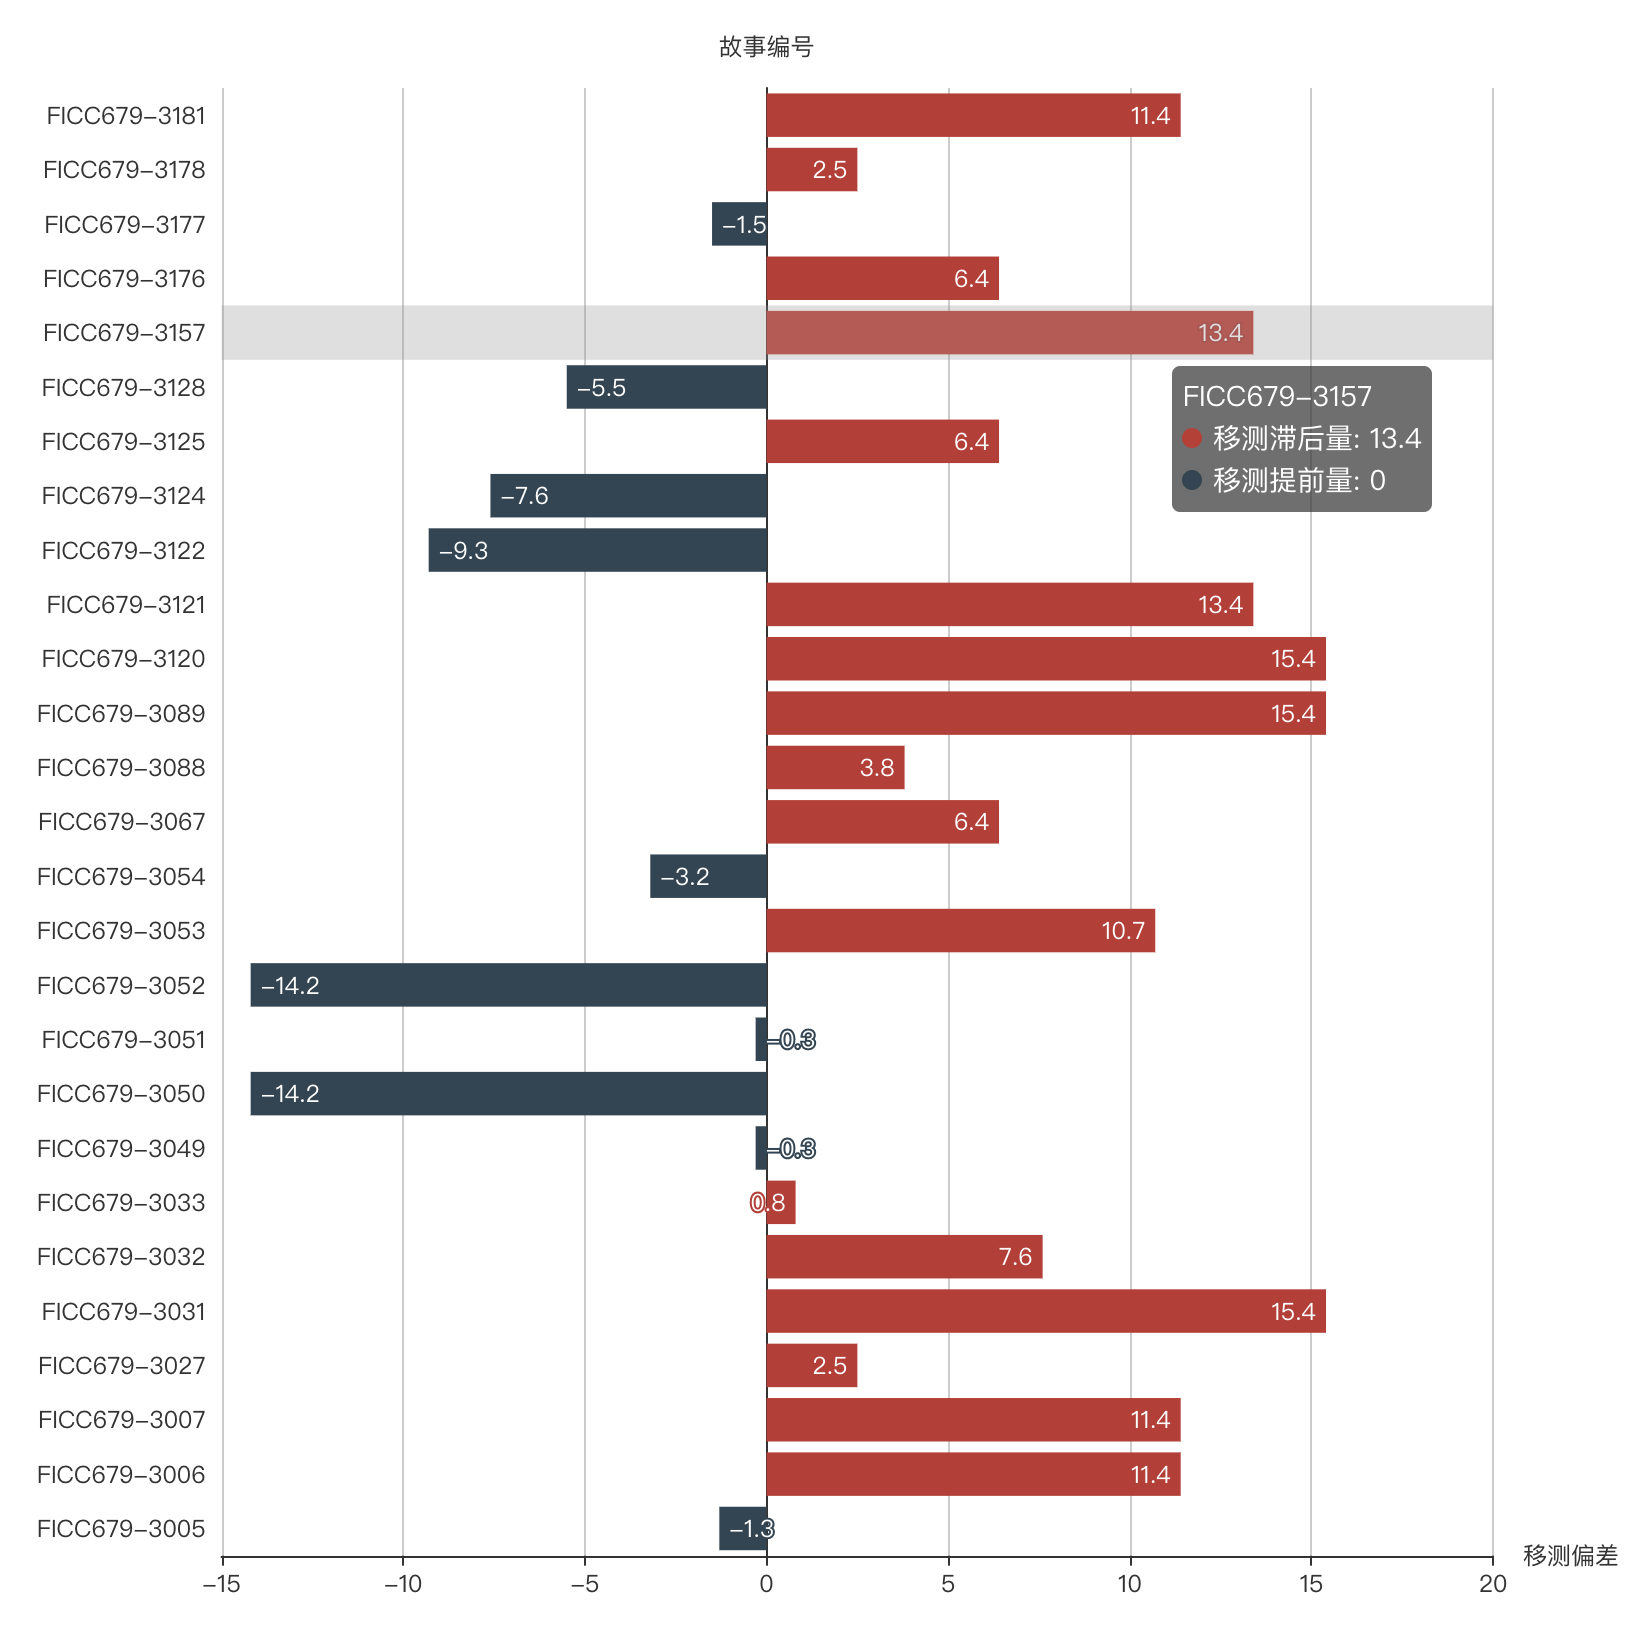 故事编号
FICC679-3181 11.4
FICC679-3178 2.5
FICC679-3177 -1.5
FICC679-3176 6.4
FICC679-3157 13.4
FICC679-3128 -5.5
FICC679-3157
移测滞后量: 13.4
移测提前量: 0
FICC679-3125 6.4
FICC679-3124 -7.6
FICC679-3122 -9.3
FICC679-3121 13.4
FICC679-3120 15.4
FICC679-3089 15.4
FICC679-3088 3.8
FICC679-3067 6.4
FICC679-3054 -3.2
FICC679-3053 10.7
FICC679-3052 -14.2
FICC679-3051 -0.3
FICC679-3050 -14.2
FICC679-3049 -0.3
FICC679-3033 0.8
FICC679-3032 7.6
FICC679-3031 15.4
FICC679-3027 2.5
FICC679-3007 11.4
FICC679-3006 11.4
FICC679-3005 -1.3
移测偏差
-15 -10 -5 0 5 10 15 20